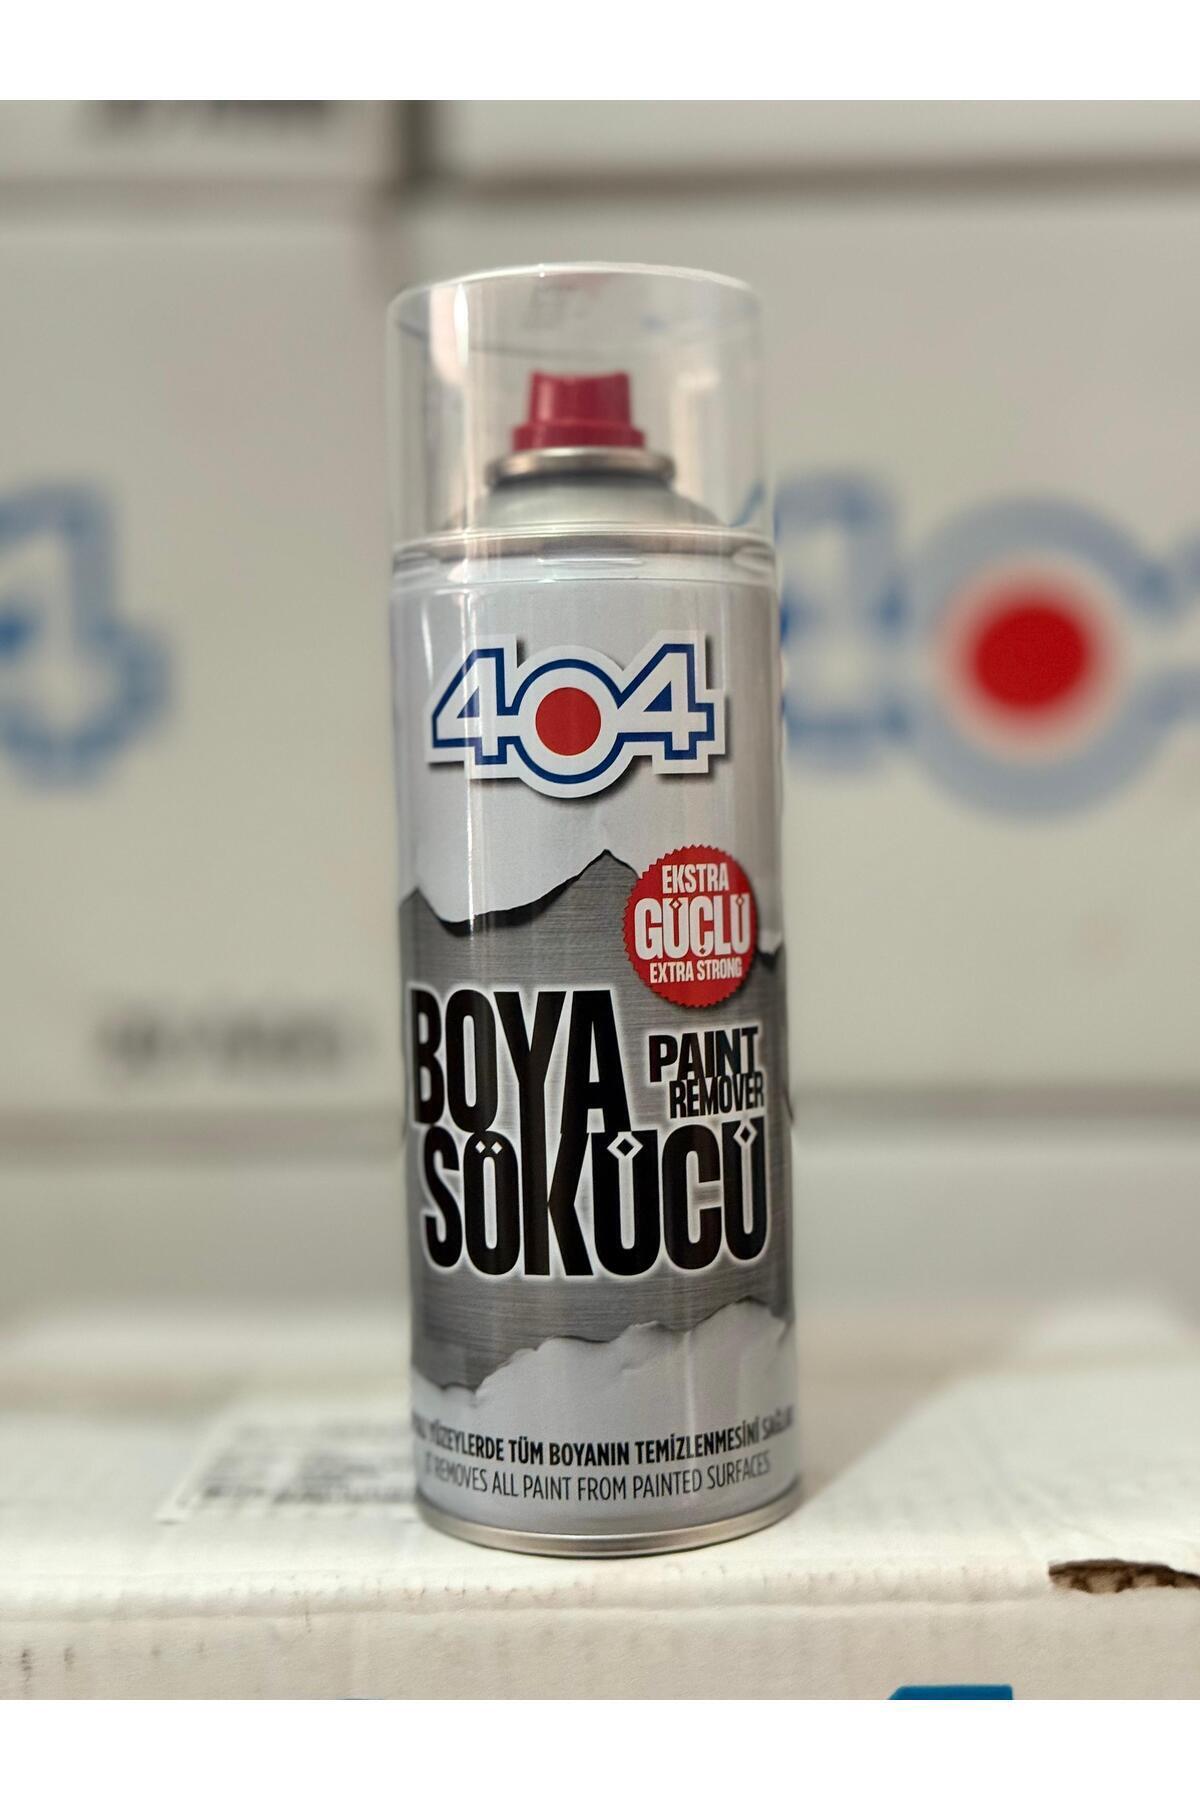 404
EKSTRA
GÜÇLÜ
EXTRA STRONG
BOYA
PAINT
REMOVER
SÖKÜCÜ
YÜZEYLERDE TÜM BOYANIN TEMİZLENMESİNİ
REMOVES ALL PAINT FROM PAINTED SURFACES